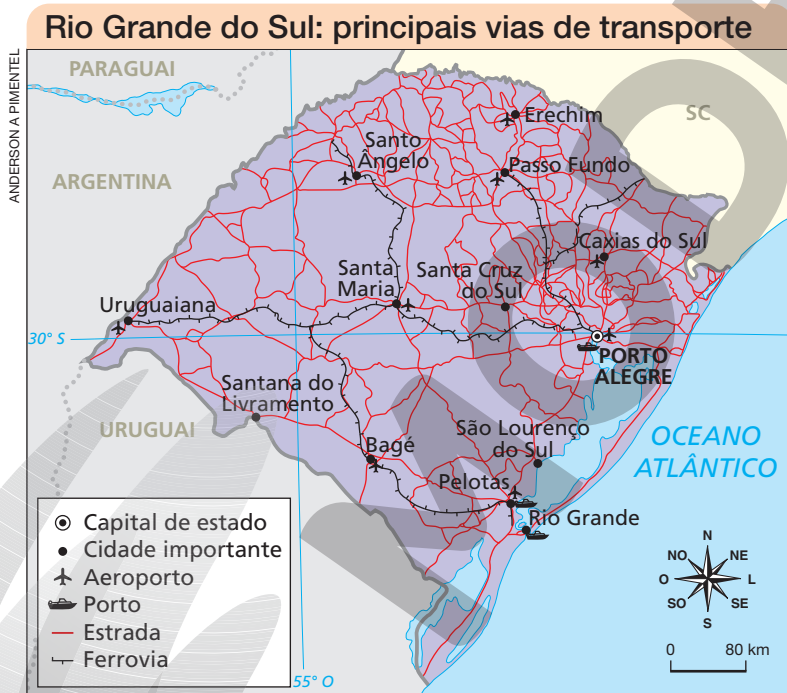 Rio Grande do Sul: principais vias de transporte
ANDERSON A PIMENTEL
PARAGUAI
SC
Erechim
Santo
Ângelo
Passo Fundo
ARGENTINA
Caxias do Sul
Santa
Maria
Santa Cruz
do Sul
Uruguaiana
30° S
PORTO
ALEGRE
Santana do
Livramento
URUGUAI
São Lourenço
do Sul
OCEANO
ATLÂNTICO
Bagé
Pelotas
Rio Grande
Capital de estado
Cidade importante
Aeroporto
Porto
Estrada
Ferrovia
55° O
N
NO
NE
O
L
SO
SE
S
0 80 km